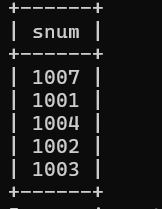 +------+
| snum |
+------+
| 1007 |
| 1001 |
| 1004 |
| 1002 |
| 1003 |
+------+